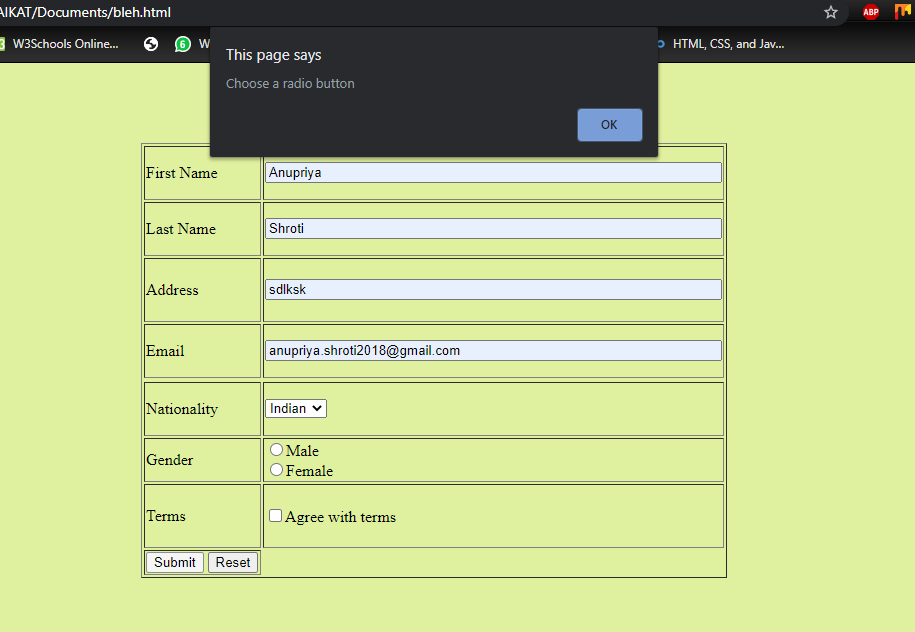 AIKAT/Documents/bleh.html
ABP
W3Schools Online...
6
W
HTML, CSS, and Jav...
This page says
Choose a radio button
OK
First Name Anupriya
Last Name Shroti
Address sdlksk
Email anupriya.shroti2018@gmail.com
Nationality Indian
Gender Male
Female
Terms Agree with terms
Submit Reset